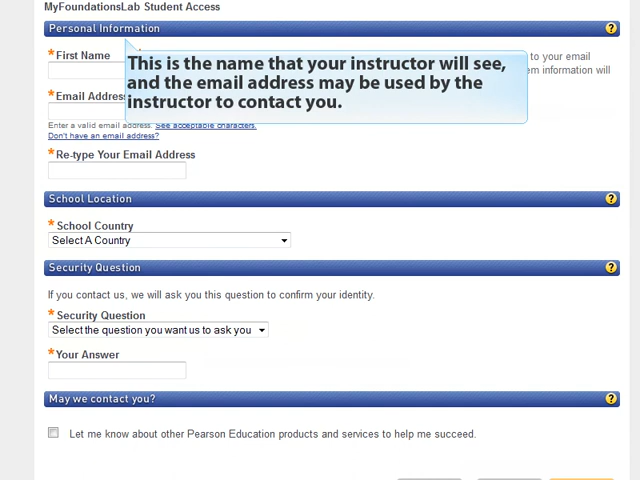 MyFoundationsLab Student Access
Personal Information ?
*First Name *
to your email
em information will
This is the name that your instructor will see,
and the email address may be used by the
instructor to contact you.
*Email Address
Enter a valid email address. See acceptable characters.
Don't have an email address?
*Re-type Your Email Address
School Location ?
*School Country
Select A Country
Security Question ?
If you contact us, we will ask you this question to confirm your identity.
*Security Question
Select the question you want us to ask you
*Your Answer
May we contact you? ?
Let me know about other Pearson Education products and services to help me succeed.